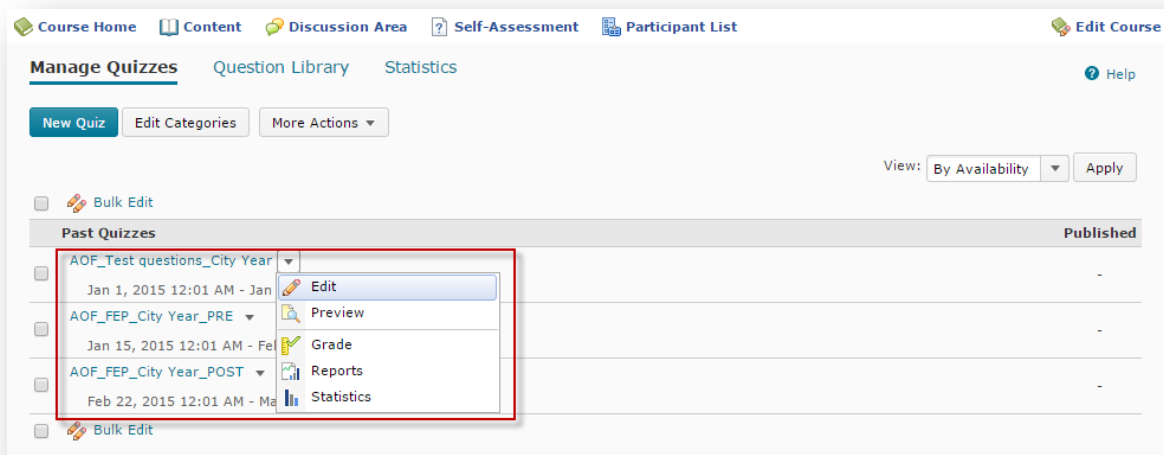 Course Home Content Discussion Area Self-Assessment Participant List Edit Course
Manage Quizzes Question Library Statistics Help
New Quiz Edit Categories More Actions
View: By Availability Apply
Bulk Edit
Past Quizzes Published
AOF_Test questions_City Year
Jan 1, 2015 12:01 AM - Jan
-
AOF_FEP_City Year_PRE
Jan 15, 2015 12:01 AM - Fe
-
AOF_FEP_City Year_POST
Feb 22, 2015 12:01 AM - Ma
-
Edit
Preview
Grade
Reports
Statistics
Bulk Edit